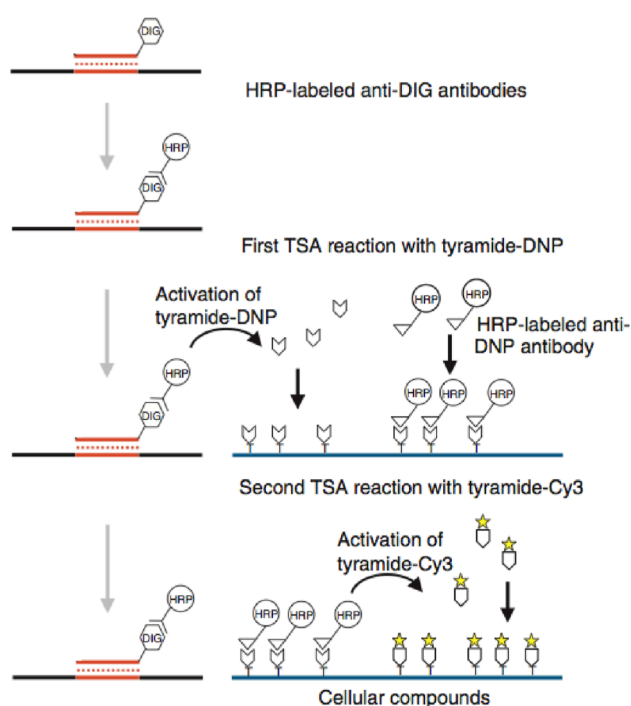 DIG
HRP-labeled anti-DIG antibodies
HRP
DIG
First TSA reaction with tyramide-DNP
Activation of
tyramide-DNP
HRP
HRP
HRP-labeled anti-
DNP antibody
HRP
DIG
HRP
HRP
HRP
Second TSA reaction with tyramide-Cy3
Activation of
tyramide-Cy3
HRP
DIG
HRP
HRP
HRP
Cellular compounds